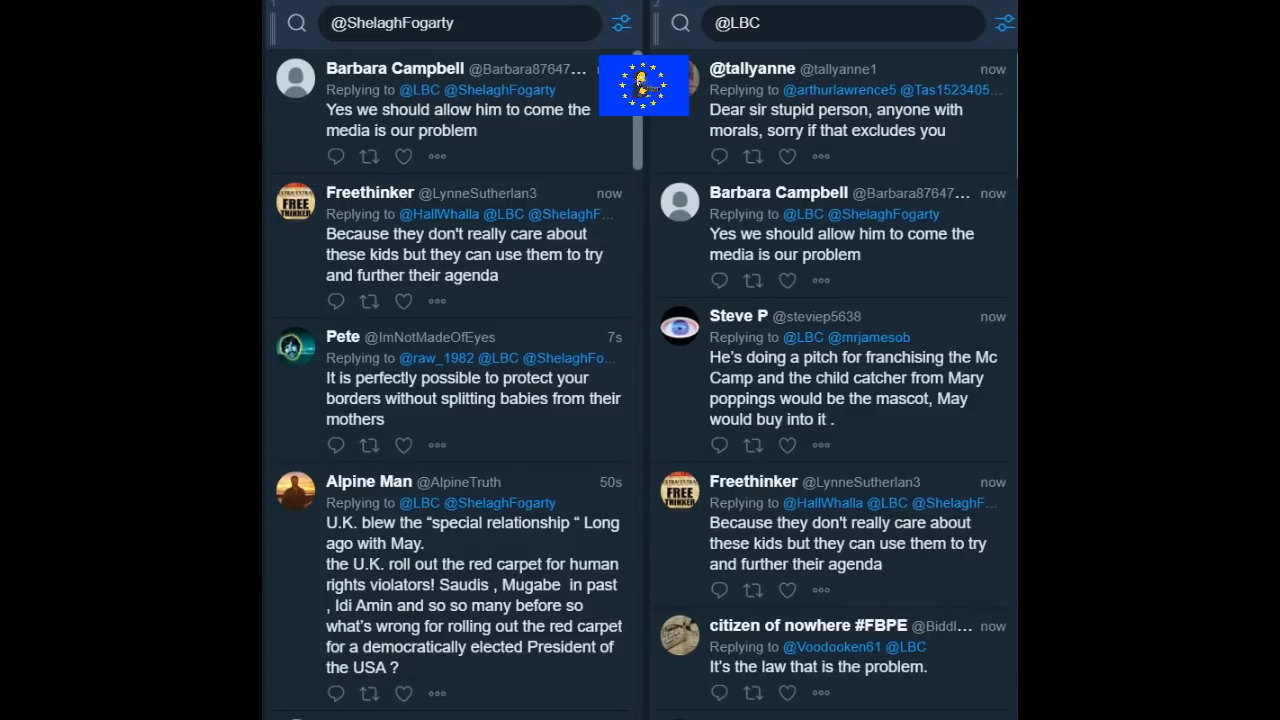 1
@ShelaghFogarty
Barbara Campbell @Barbara87647...
Replying to @LBC @ShelaghFogarty
Yes we should allow him to come the
media is our problem
Freethinker @LynneSutherlan3 now
Replying to @HallWhalla @LBC @ShelaghF...
Because they don't really care about
these kids but they can use them to try
and further their agenda
Pete @ImNotMadeOfEyes 7s
Replying to @raw_1982 @LBC @ShelaghFo...
It is perfectly possible to protect your
borders without splitting babies from their
mothers
Alpine Man @AlpineTruth 50s
Replying to @LBC @ShelaghFogarty
U.K. blew the “special relationship “ Long
ago with May.
the U.K. roll out the red carpet for human
rights violators! Saudis , Mugabe in past
, Idi Amin and so so many before so
what’s wrong for rolling out the red carpet
for a democratically elected President of
the USA ?
2
@LBC
@tallyanne @tallyanne1 now
Replying to @arthurlawrence5 @Tas1523405...
Dear sir stupid person, anyone with
morals, sorry if that excludes you
Barbara Campbell @Barbara87647... now
Replying to @LBC @ShelaghFogarty
Yes we should allow him to come the
media is our problem
Steve P @steviep5638 now
Replying to @LBC @mrjamesob
He’s doing a pitch for franchising the Mc
Camp and the child catcher from Mary
poppings would be the mascot, May
would buy into it .
Freethinker @LynneSutherlan3 now
Replying to @HallWhalla @LBC @ShelaghF...
Because they don't really care about
these kids but they can use them to try
and further their agenda
citizen of nowhere #FBPE @Biddl... now
Replying to @Voodooken61 @LBC
It’s the law that is the problem.